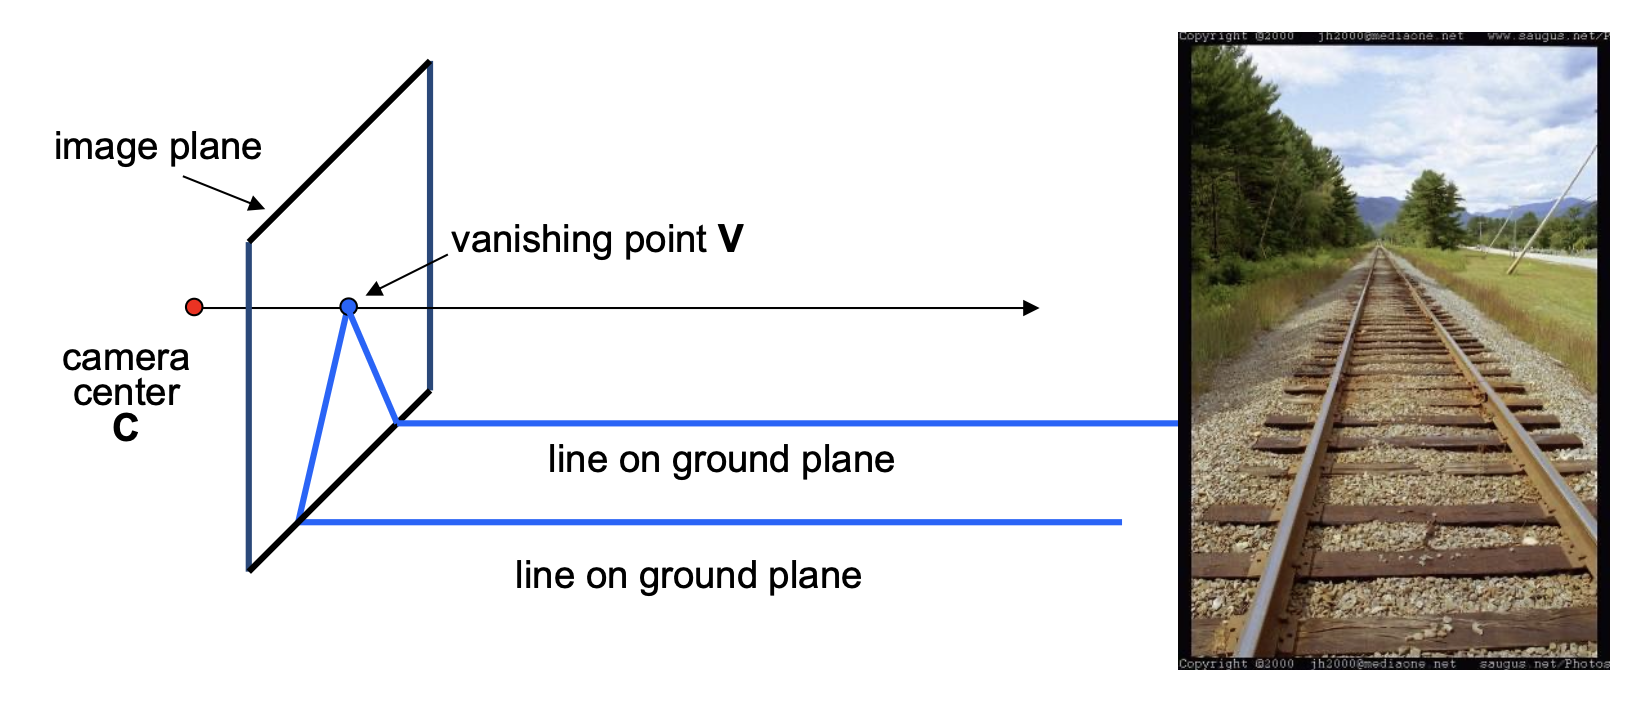 image plane
vanishing point V
camera
center
C
line on ground plane
line on ground plane
Copyright ©2000 jh2000@mediaone.net www.saugus.net/P
Copyright ©2000 jh2000@mediaone.net saugus.net/Photos